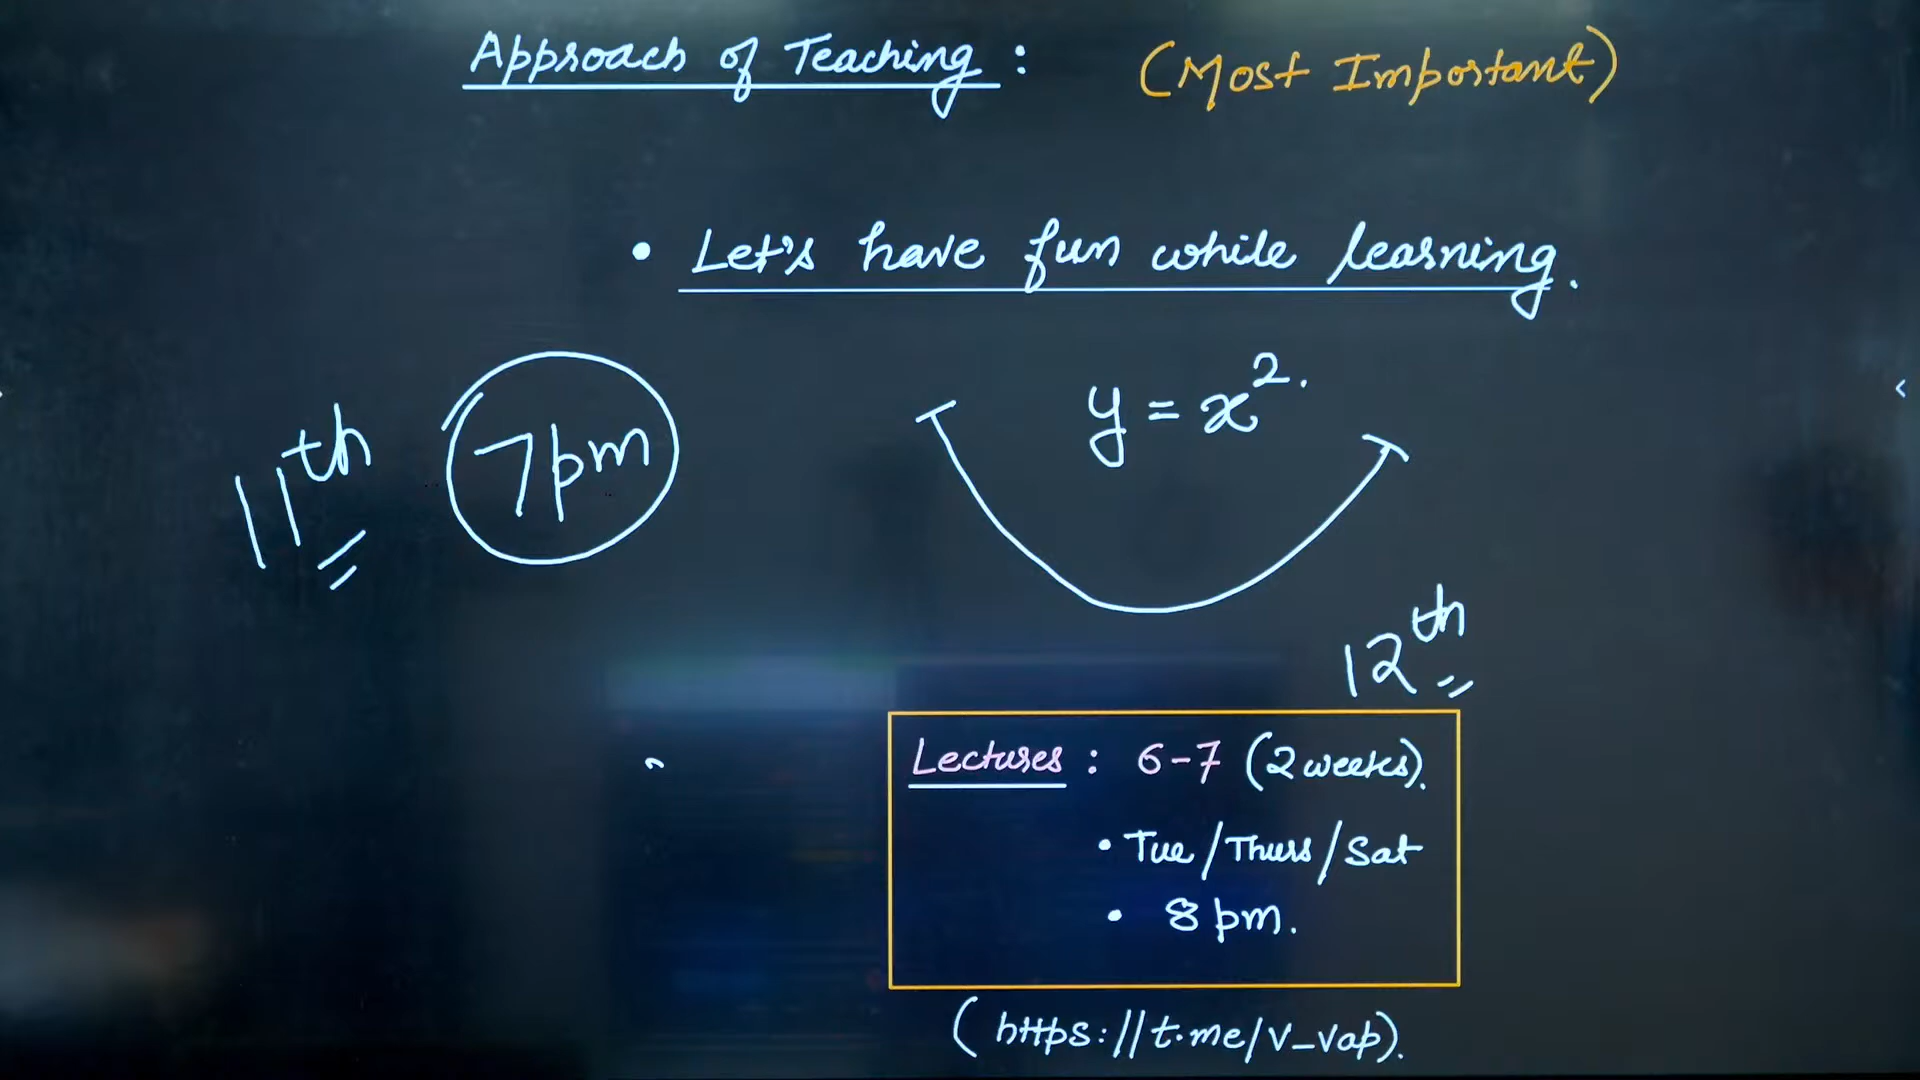 Approach of Teaching : (Most Important)
• Let's have fun while learning.
y = x².
11th 7pm
12th
Lectures : 6-7 (2 weeks).
• Tue/Thurs/Sat
• 8 pm.
(https://t.me/v_vap).